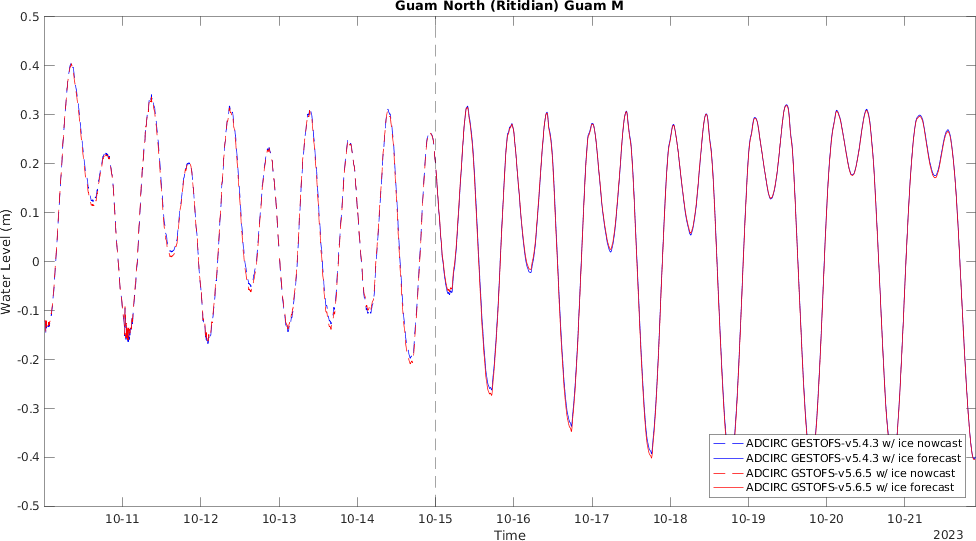 Guam North (Ritidian) Guam M
0.5
0.4
0.3
0.2
0.1
0
-0.1
-0.2
-0.3
-0.4
-0.5
Water Level (m)
ADCIRC GESTOFS-v5.4.3 w/ ice nowcast
ADCIRC GESTOFS-v5.4.3 w/ ice forecast
ADCIRC GSTOFS-v5.6.5 w/ ice nowcast
ADCIRC GSTOFS-v5.6.5 w/ ice forecast
10-11 10-12 10-13 10-14 10-15 10-16 10-17 10-18 10-19 10-20 10-21
Time
2023